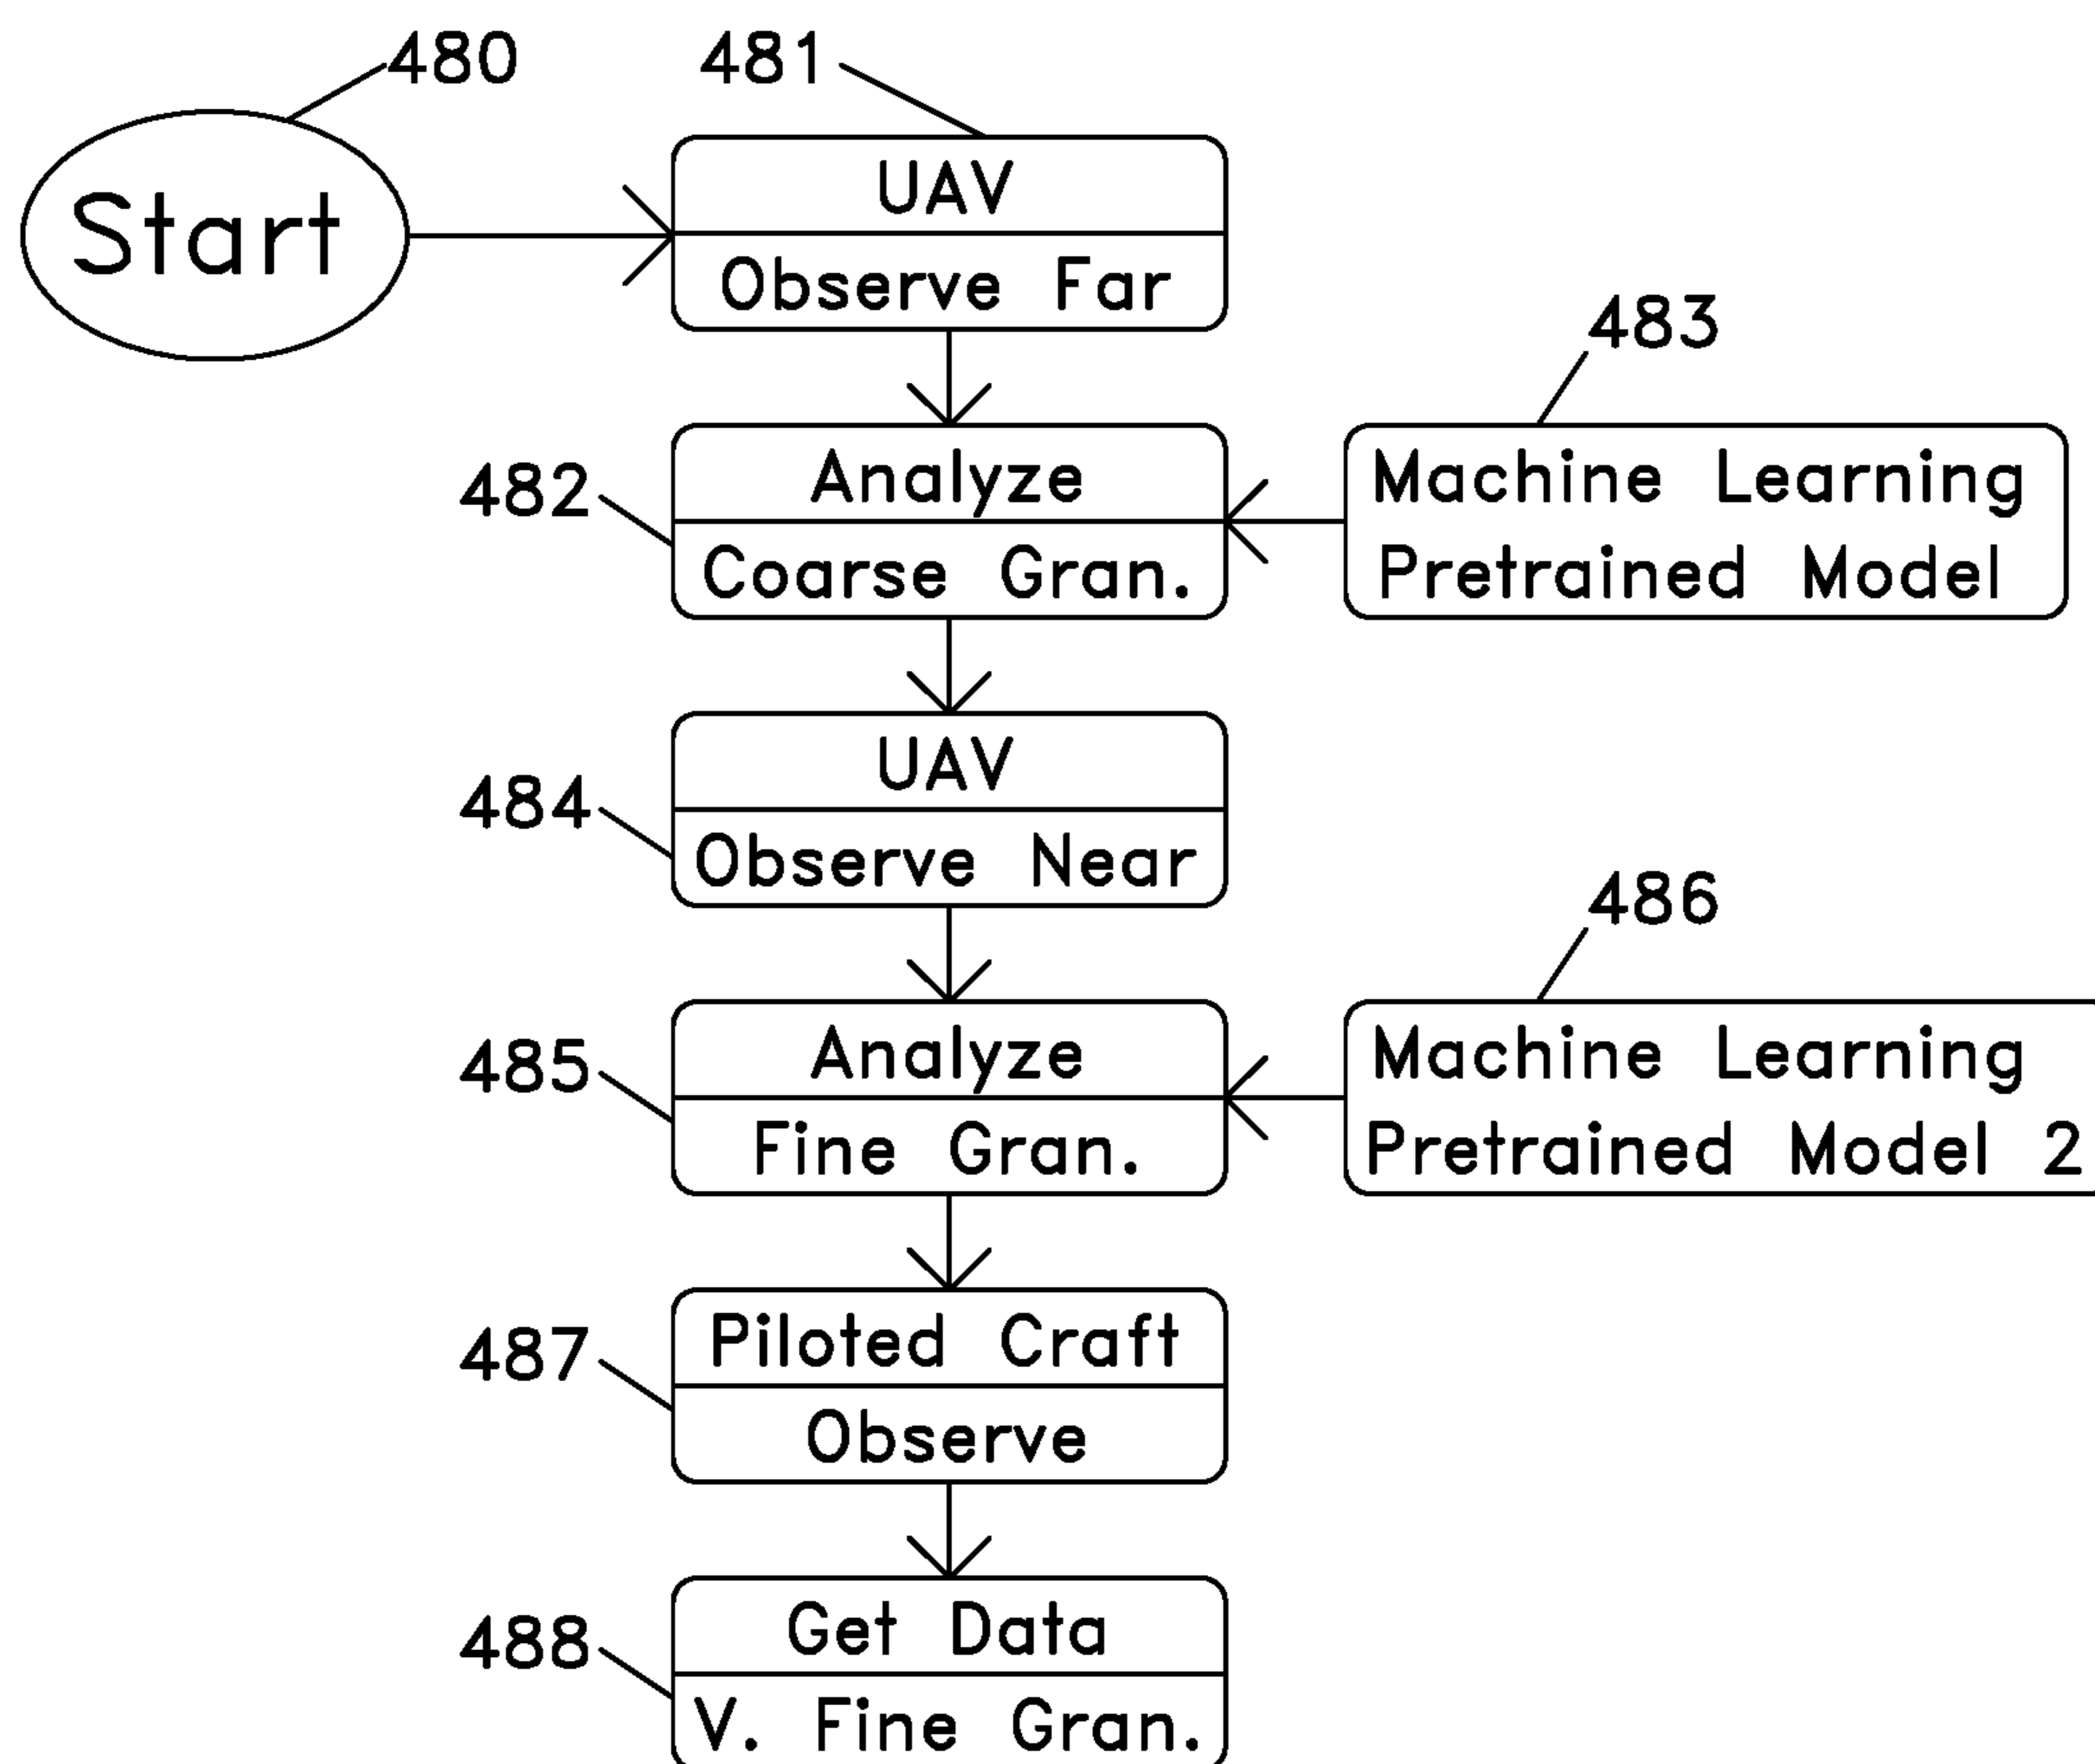 480
481
Start
UAV
Observe Far
483
482
Analyze
Coarse Gran.
Machine Learning
Pretrained Model
484
UAV
Observe Near
486
485
Analyze
Fine Gran.
Machine Learning
Pretrained Model 2
487
Piloted Craft
Observe
488
Get Data
V. Fine Gran.